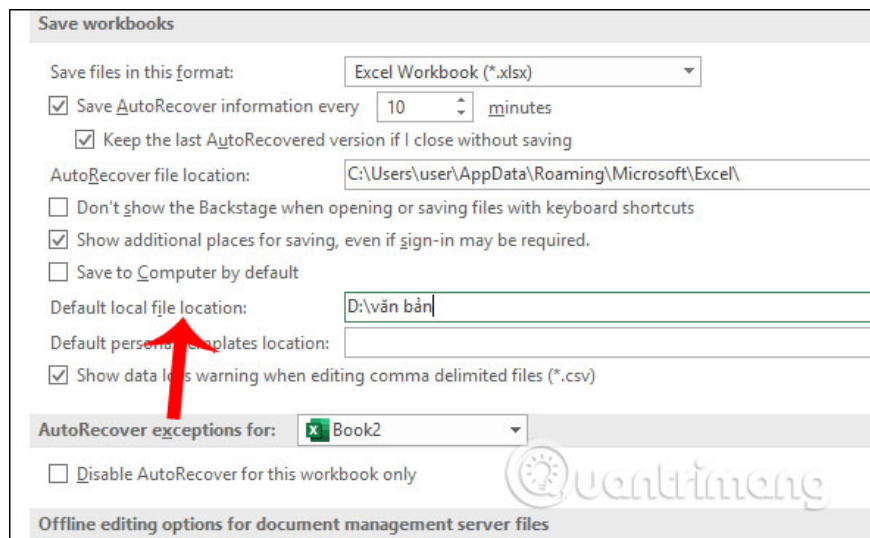 Save workbooks
Save files in this format: Excel Workbook (*.xlsx)
Save AutoRecover information every 10 minutes
Keep the last AutoRecovered version if I close without saving
AutoRecover file location: C:\Users\user\AppData\Roaming\Microsoft\Excel\
Don't show the Backstage when opening or saving files with keyboard shortcuts
Show additional places for saving, even if sign-in may be required.
Save to Computer by default
Default local file location: D:\văn bản
Default personal templates location:
Show data loss warning when editing comma delimited files (*.csv)
AutoRecover exceptions for: Book2
Disable AutoRecover for this workbook only
Quantrimang
Offline editing options for document management server files